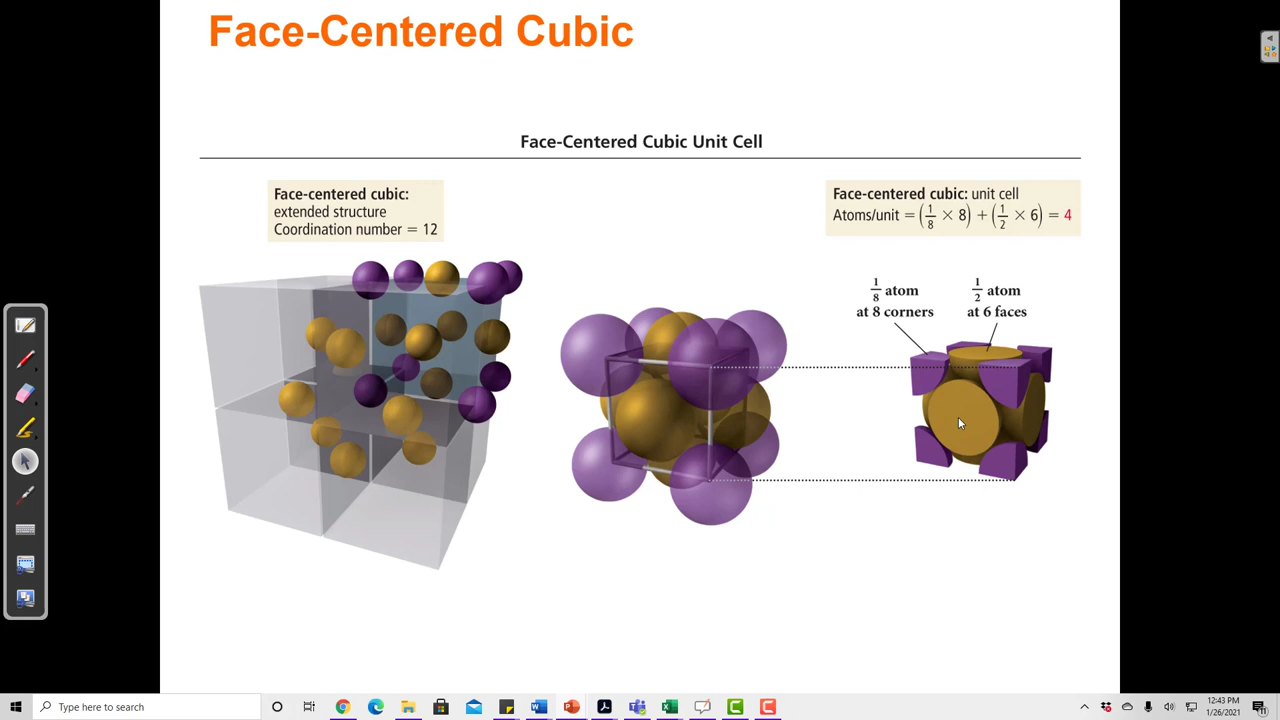 Face-Centered Cubic
Face-Centered Cubic Unit Cell
Face-centered cubic:
extended structure
Coordination number = 12
Face-centered cubic: unit cell
Atoms/unit = (1/8 × 8) + (1/2 × 6) = 4
1/8 atom
at 8 corners
1/2 atom
at 6 faces
Type here to search
12:43 PM
1/26/2021